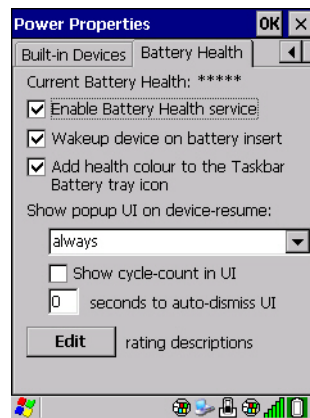 Power Properties OK ×
Built-in Devices Battery Health
Current Battery Health: *****
Enable Battery Health service
Wakeup device on battery insert
Add health colour to the Taskbar
Battery tray icon
Show popup UI on device-resume:
always
Show cycle-count in UI
0 seconds to auto-dismiss UI
Edit rating descriptions